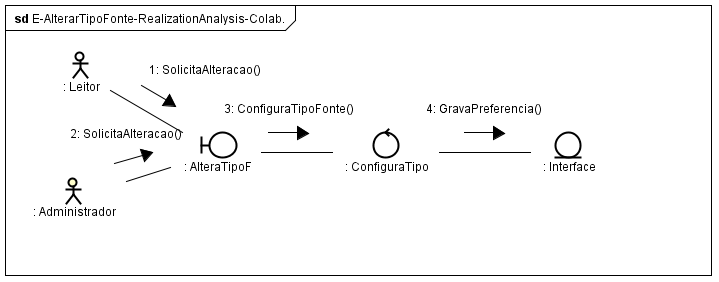 sd E-AlterarTipoFonte-RealizationAnalysis-Colab.
1: SolicitaAlteracao()
: Leitor
3: ConfiguraTipoFonte()
4: GravaPreferencia()
2: SolicitaAlteracao()
: AlteraTipoF
: ConfiguraTipo
: Interface
: Administrador